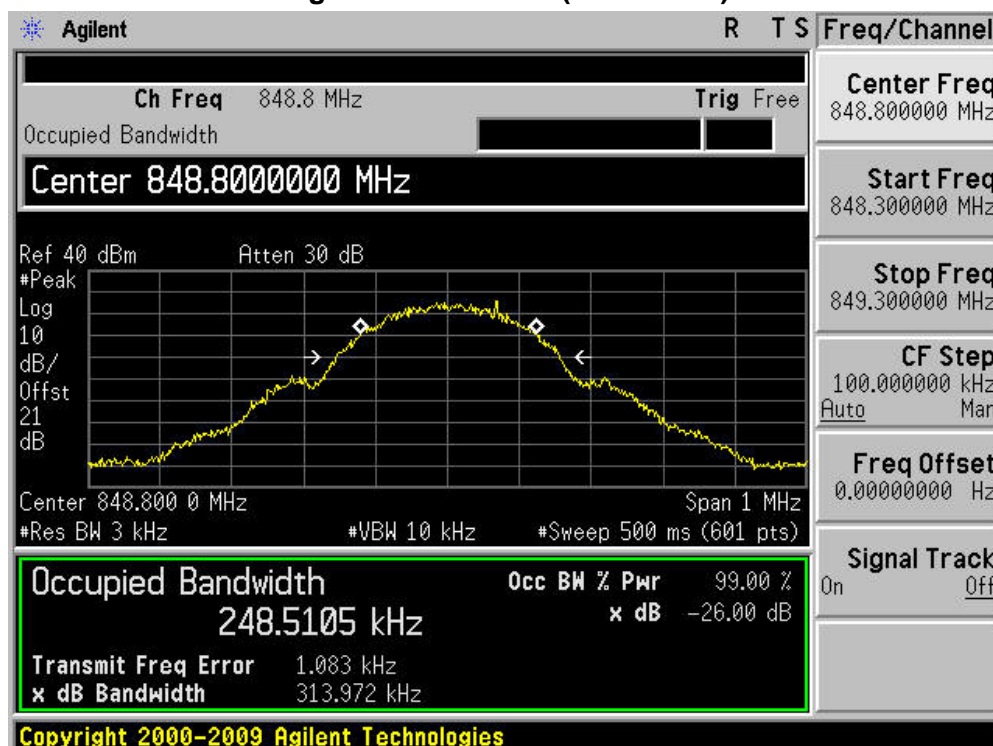 Agilent R T S
Ch Freq 848.8 MHz Trig Free
Occupied Bandwidth
Center 848.8000000 MHz
Ref 40 dBm Atten 30 dB
#Peak
Log
10
dB/
Offst
21
dB
Center 848.800 0 MHz Span 1 MHz
#Res BW 3 kHz #VBW 10 kHz #Sweep 500 ms (601 pts)
Occupied Bandwidth
248.5105 kHz
Occ BW % Pwr 99.00 %
x dB -26.00 dB
Transmit Freq Error 1.083 kHz
x dB Bandwidth 313.972 kHz
Copyright 2000-2009 Agilent Technologies
Freq/Channel
Center Freq
848.800000 MHz
Start Freq
848.300000 MHz
Stop Freq
849.300000 MHz
CF Step
100.000000 kHz
Auto Man
Freq Offset
0.00000000 Hz
Signal Track
On Off